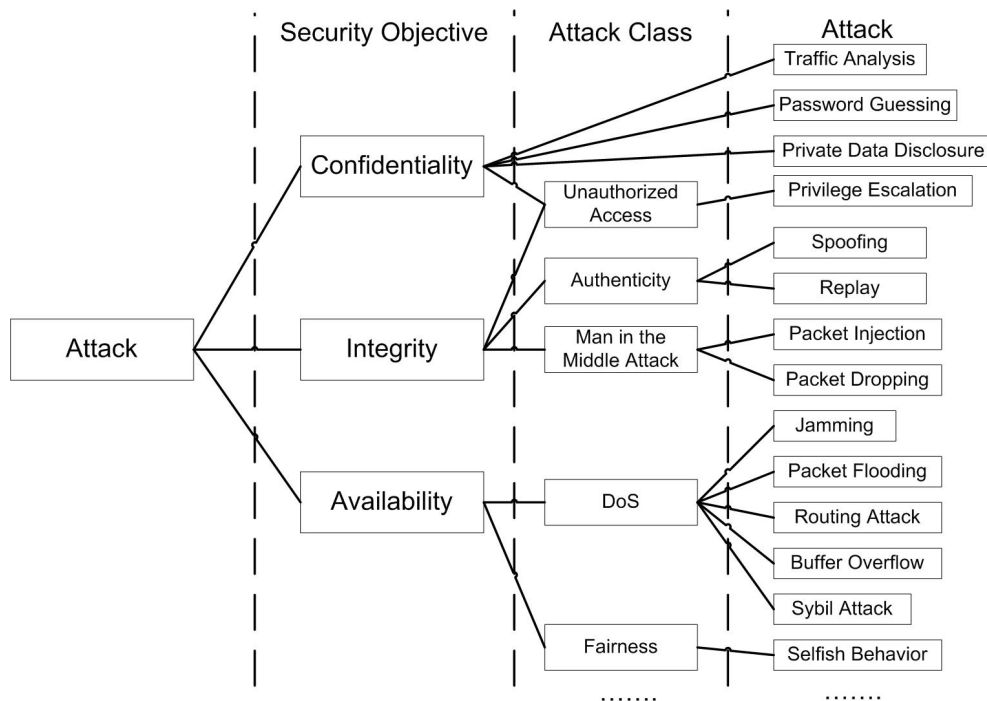 Security Objective
Attack Class
Attack
Traffic Analysis
Password Guessing
Confidentiality
Private Data Disclosure
Unauthorized
Access
Privilege Escalation
Spoofing
Authenticity
Replay
Attack
Integrity
Man in the
Middle Attack
Packet Injection
Packet Dropping
Jamming
Availability
DoS
Packet Flooding
Routing Attack
Buffer Overflow
Sybil Attack
Fairness
Selfish Behavior
.......
.......